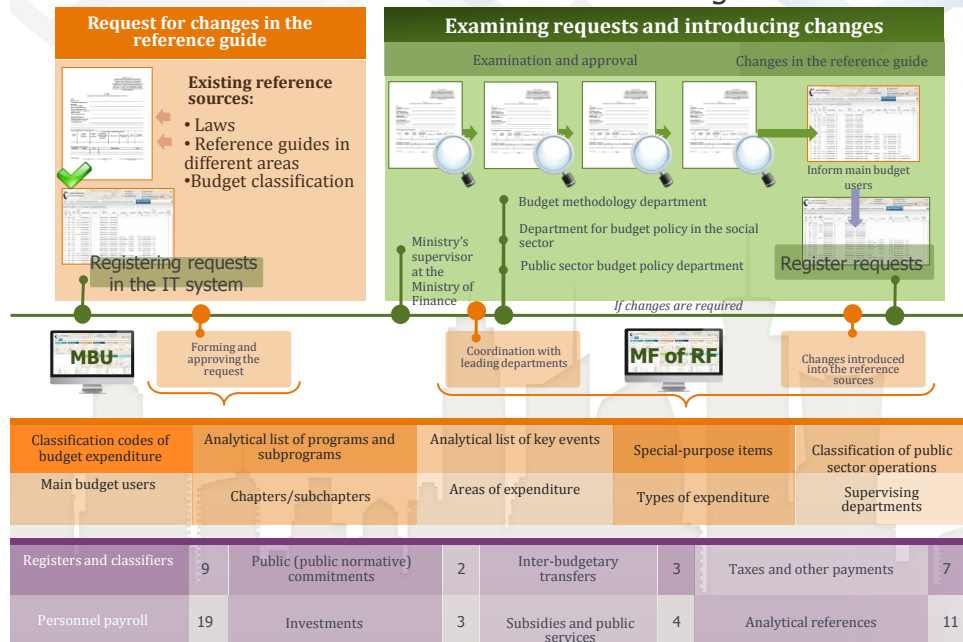 Request for changes in the
reference guide
Existing reference
sources:
• Laws
• Reference guides in
different areas
•Budget classification
Registering requests
in the IT system
Examining requests and introducing changes
Examination and approval
Changes in the reference guide
Inform main budget
users
Budget methodology department
Department for budget policy in the social
sector
Public sector budget policy department
Ministry's
supervisor
at the
Ministry of
Finance
Register requests
If changes are required
MBU
Forming and
approving the
request
Coordination with
leading departments
MF of RF
Changes introduced
into the reference
sources
Classification codes of
budget expenditure
Analytical list of programs and
subprograms
Analytical list of key events
Special-purpose items
Classification of public
sector operations
Main budget users
Chapters/subchapters
Areas of expenditure
Types of expenditure
Supervising
departments
Registers and classifiers
9
Public (public normative)
commitments
2
Inter-budgetary
transfers
3
Taxes and other payments
7
Personnel payroll
19
Investments
3
Subsidies and public
services
4
Analytical references
11